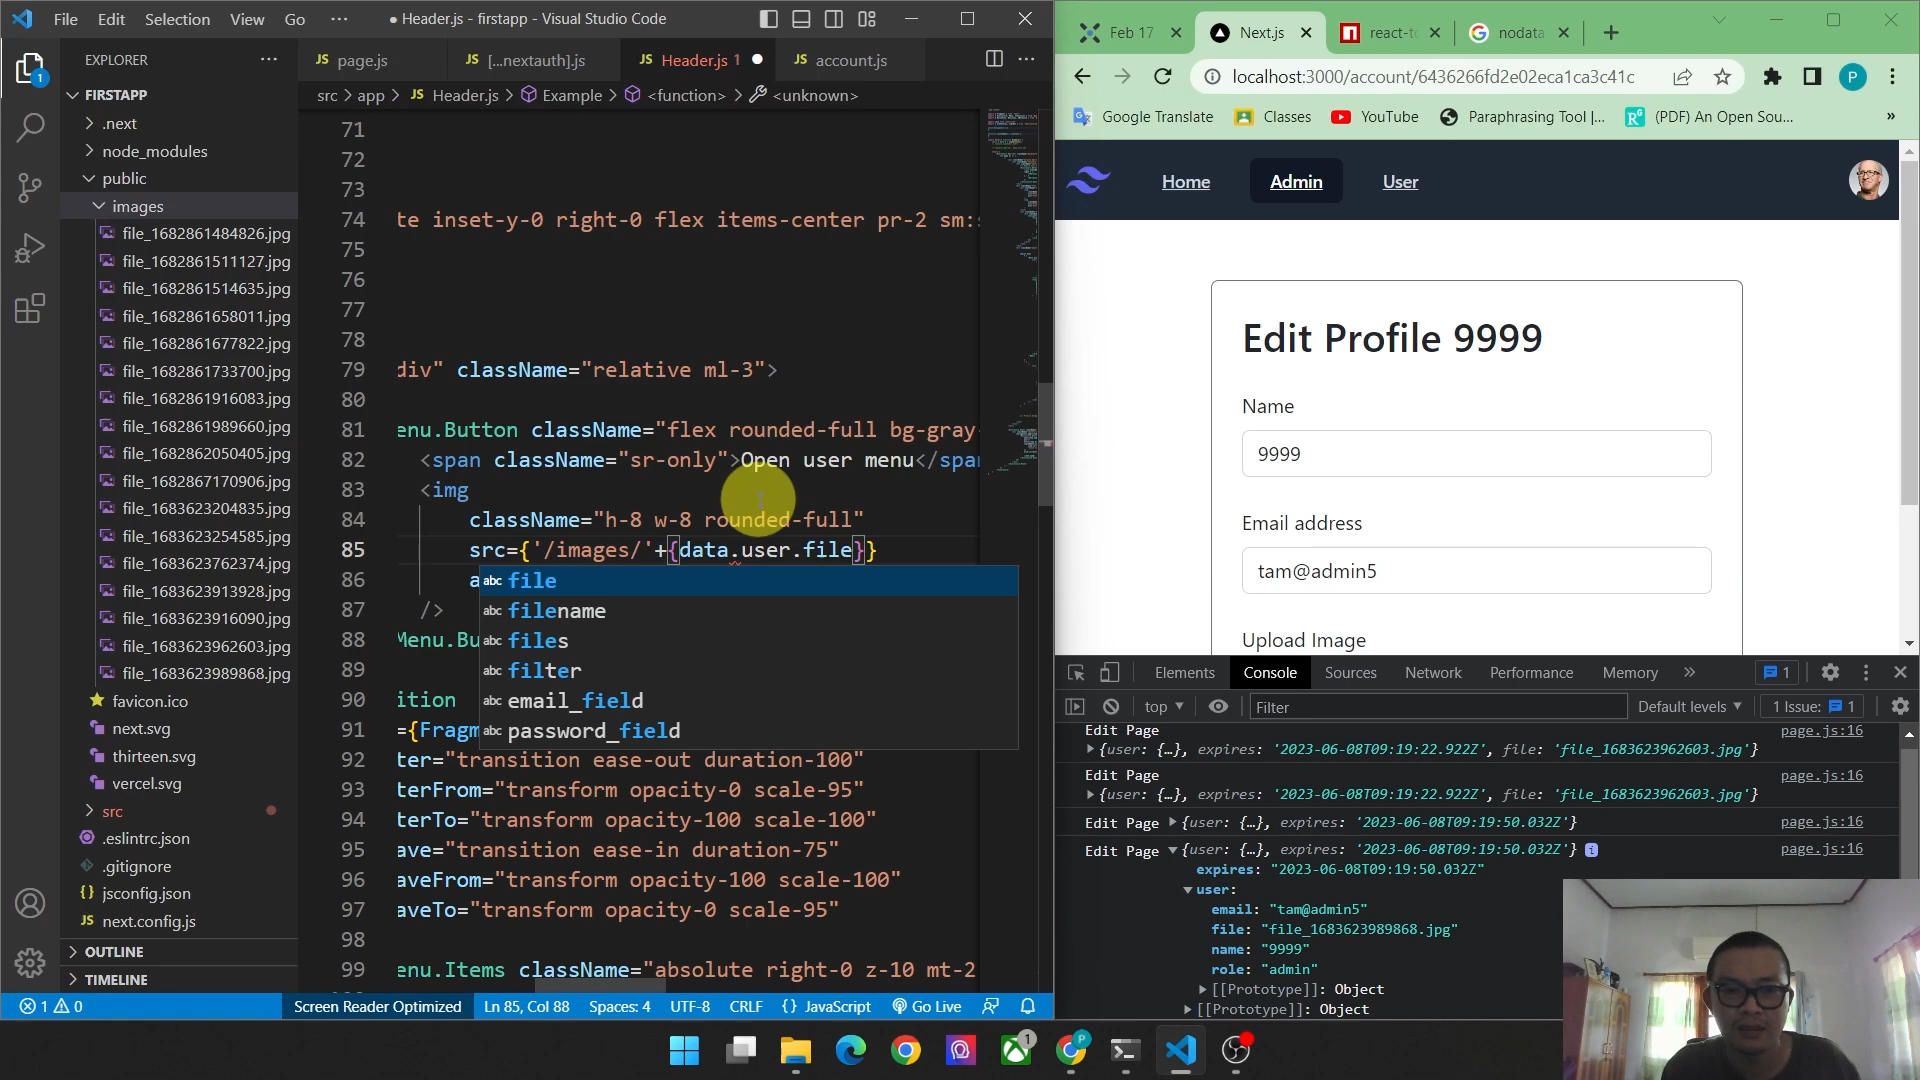 File Edit Selection View Go ··· ● Header.js - firstapp - Visual Studio Code
EXPLORER ···
JS page.js
JS [...nextauth].js
JS Header.js 1 ●
JS account.js
src > app > JS Header.js > Example > <function> > <unknown>
1
FIRSTAPP
.next
node_modules
public
images
file_1682861484826.jpg
file_1682861511127.jpg
file_1682861514635.jpg
file_1682861658011.jpg
file_1682861677822.jpg
file_1682861733700.jpg
file_1682861916083.jpg
file_1682861989660.jpg
file_1682862050405.jpg
file_1682867170906.jpg
file_1683623204835.jpg
file_1683623254585.jpg
file_1683623762374.jpg
file_1683623913928.jpg
file_1683623916090.jpg
file_1683623962603.jpg
file_1683623989868.jpg
favicon.ico
next.svg
thirteen.svg
vercel.svg
src
.eslintrc.json
.gitignore
{} jsconfig.json
JS next.config.js
OUTLINE
TIMELINE
71
72
73
74 te inset-y-0 right-0 flex items-center pr-2 sm:s
75
76
77
78
79 div" className="relative ml-3">
80
81 enu.Button className="flex rounded-full bg-gray-
82 <span className="sr-only">Open user menu</spa
83 <img
84 className="h-8 w-8 rounded-full"
85 src={'/images/'+{data.user.file}}
86 a
87 />
88 Menu.Bu
89
90 ition
91 ={Fragm
92 ter="transition ease-out duration-100"
93 terFrom="transform opacity-0 scale-95"
94 terTo="transform opacity-100 scale-100"
95 ave="transition ease-in duration-75"
96 aveFrom="transform opacity-100 scale-100"
97 aveTo="transform opacity-0 scale-95"
98
99 enu.Items className="absolute right-0 z-10 mt-2
abc file
abc filename
abc files
abc filter
abc email_field
abc password_field
1 0 Screen Reader Optimized Ln 85, Col 88 Spaces: 4 UTF-8 CRLF {} JavaScript Go Live
Feb 17
Next.js
react-to
nodata
localhost:3000/account/6436266fd2e02eca1ca3c41c
P
Google Translate
Classes
YouTube
Paraphrasing Tool |...
(PDF) An Open Sou...
»
Home Admin User
Edit Profile 9999
Name
9999
Email address
tam@admin5
Upload Image
Elements Console Sources Network Performance Memory » 1
top Filter Default levels 1 Issue: 1
Edit Page page.js:16
{user: {…}, expires: '2023-06-08T09:19:22.922Z', file: 'file_1683623962603.jpg'}
Edit Page page.js:16
{user: {…}, expires: '2023-06-08T09:19:22.922Z', file: 'file_1683623962603.jpg'}
Edit Page {user: {…}, expires: '2023-06-08T09:19:50.032Z'} page.js:16
Edit Page {user: {…}, expires: '2023-06-08T09:19:50.032Z'} i page.js:16
expires: "2023-06-08T09:19:50.032Z"
user:
email: "tam@admin5"
file: "file_1683623989868.jpg"
name: "9999"
role: "admin"
[[Prototype]]: Object
[[Prototype]]: Object
1
P